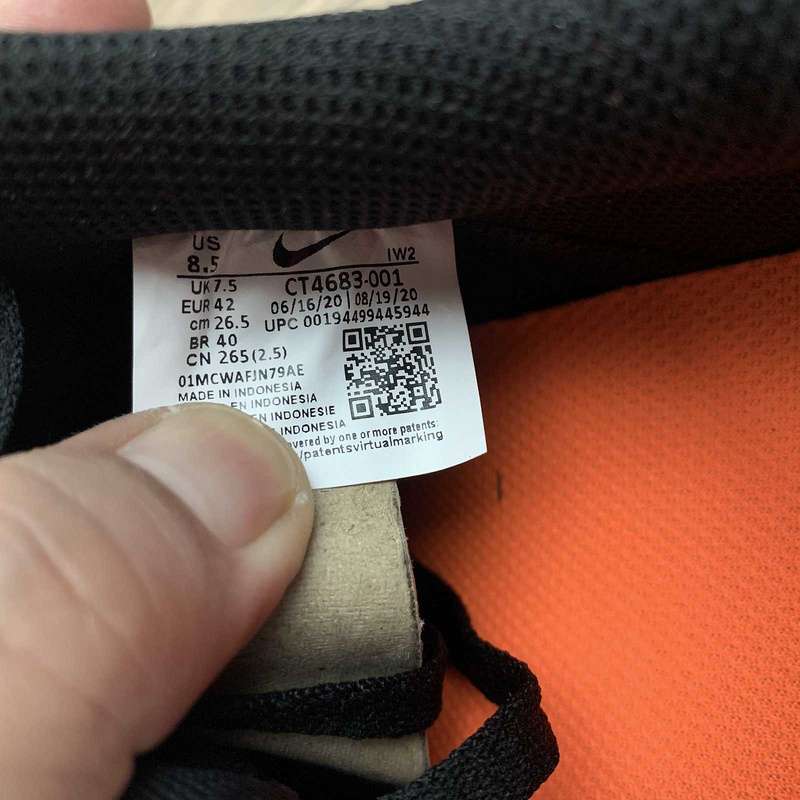 US
8.5
IW2
UK 7.5
CT4683-001
EUR 42
06/16/20 | 08/19/20
cm 26.5
UPC 00194499445944
BR 40
CN 265 (2.5)
01MCWAFJN79AE
MADE IN INDONESIA
EN INDONESIA
EN INDONESIE
INDONESIA
covered by one or more patents:
/patentsvirtualmarking